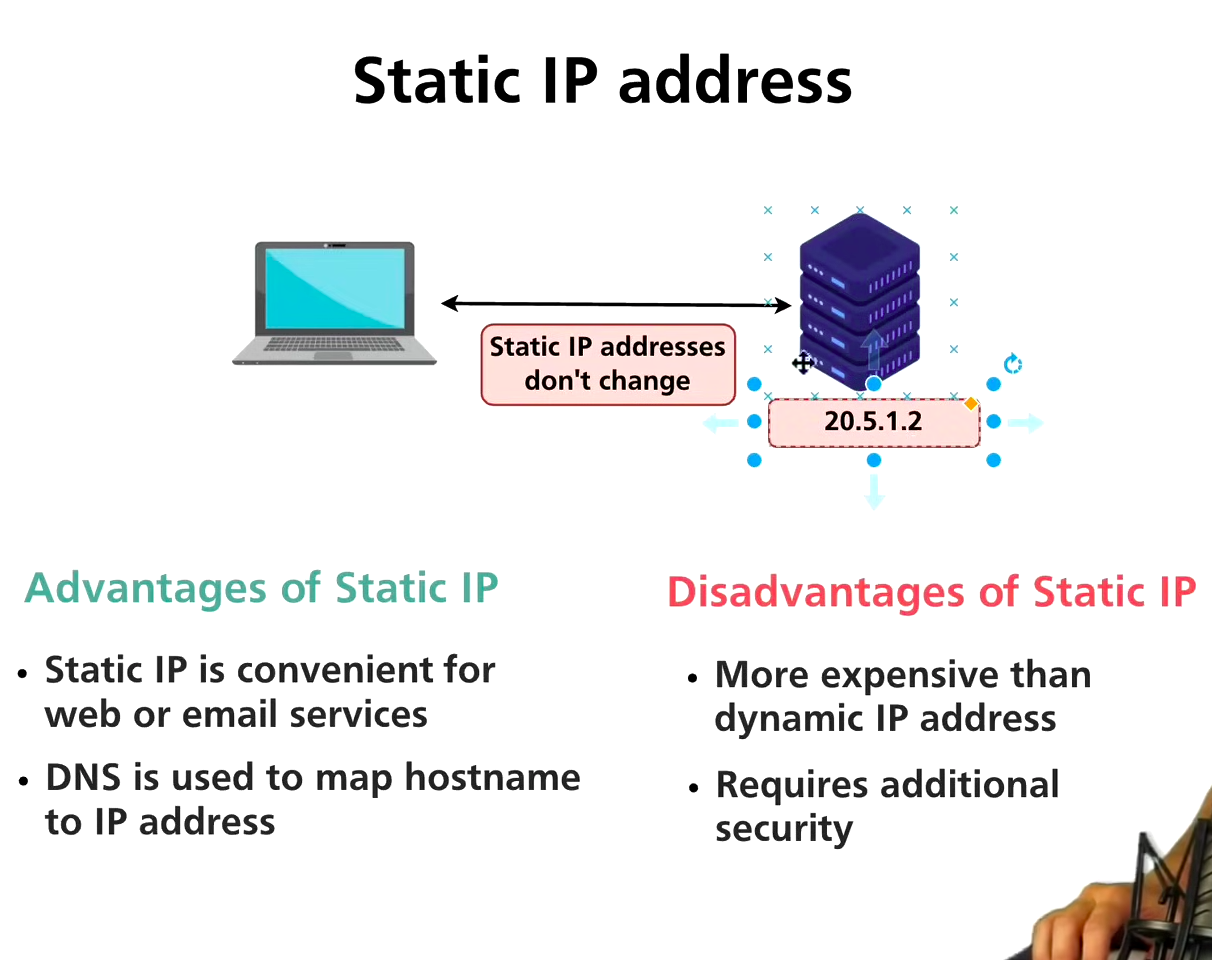 Static IP address
Static IP addresses
don't change
20.5.1.2
Advantages of Static IP
• Static IP is convenient for
web or email services
• DNS is used to map hostname
to IP address
Disadvantages of Static IP
• More expensive than
dynamic IP address
• Requires additional
security